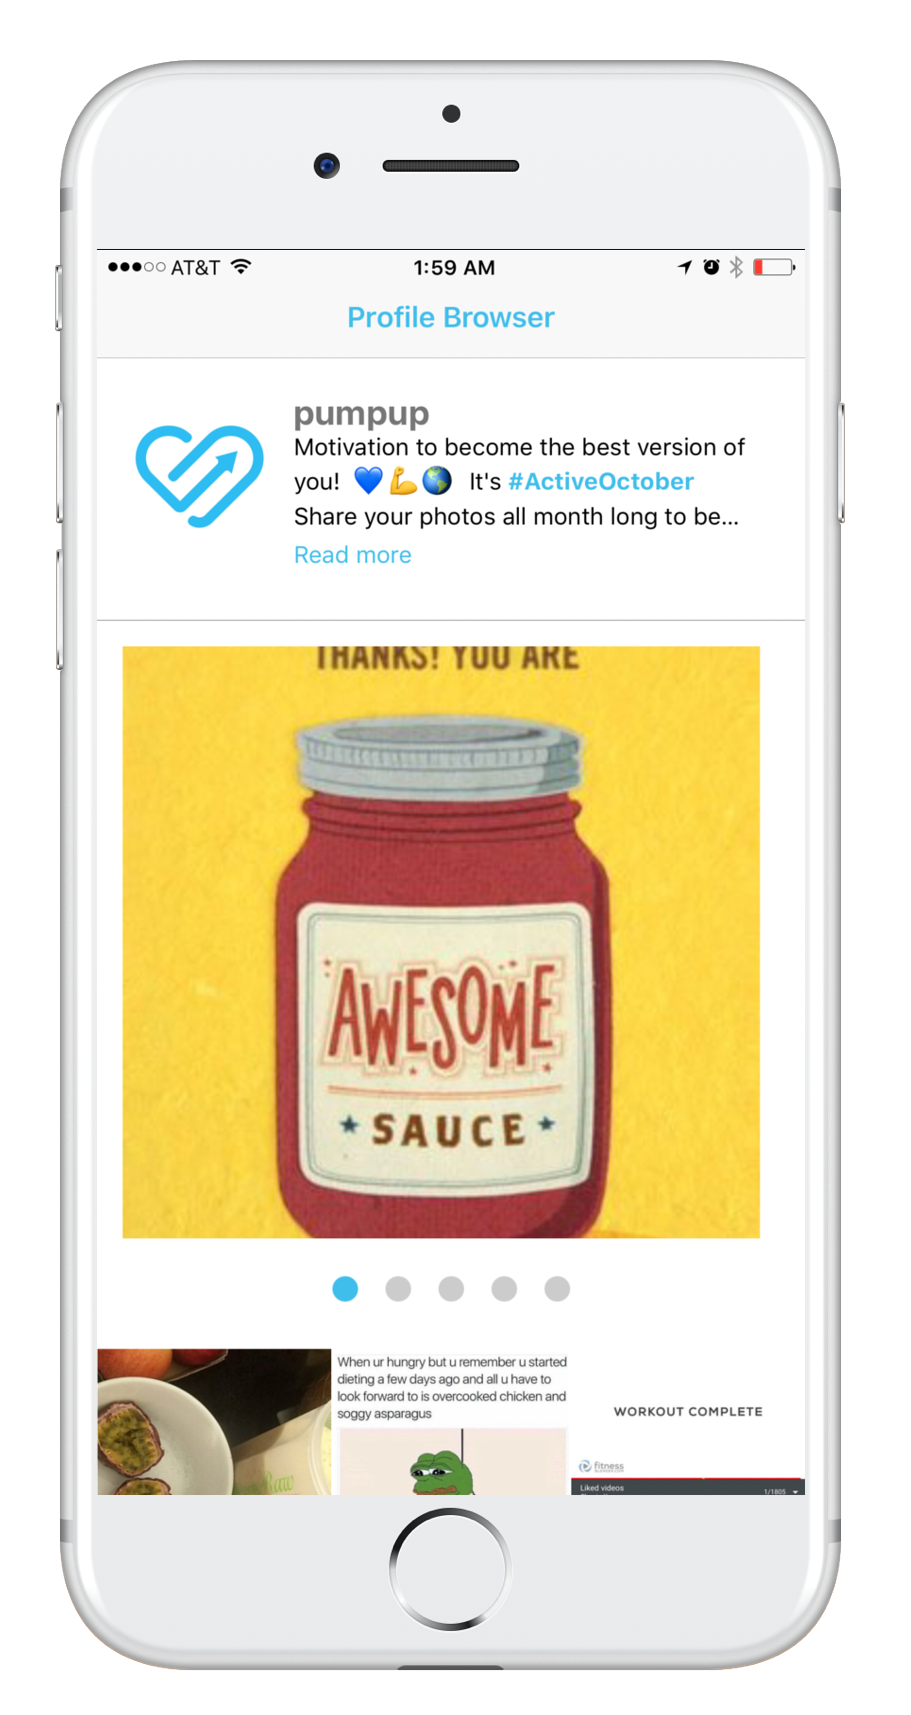 AT&T 1:59 AM
Profile Browser
pumpup
Motivation to become the best version of
you! 💙💪🌎 It's #ActiveOctober
Share your photos all month long to be...
Read more
THANKS! YOU ARE
AWESOME
SAUCE
When ur hungry but u remember u started
dieting a few days ago and all u have to
look forward to is overcooked chicken and
soggy asparagus
WORKOUT COMPLETE
Raw
fitness
Liked videos
1/1805